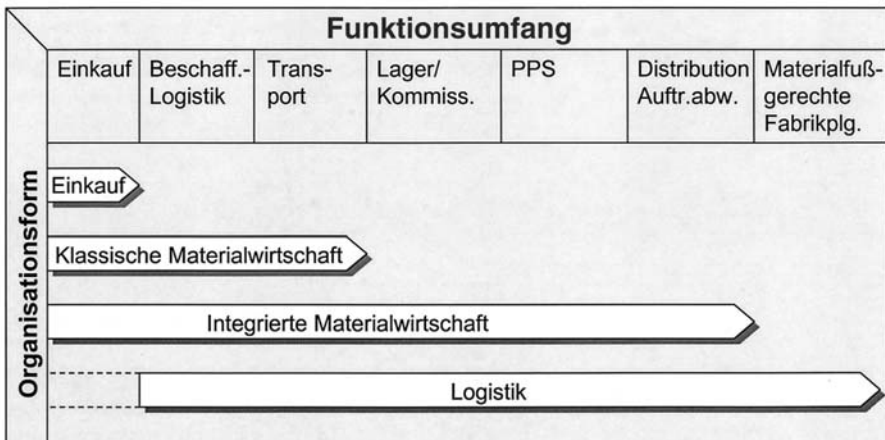 Funktionsumfang
Einkauf
Beschaff.-
Logistik
Trans-
port
Lager/
Kommiss.
PPS
Distribution
Auftr.abw.
Materialfuß-
gerechte
Fabrikplg.
Organisationsform
Einkauf
Klassische Materialwirtschaft
Integrierte Materialwirtschaft
Logistik